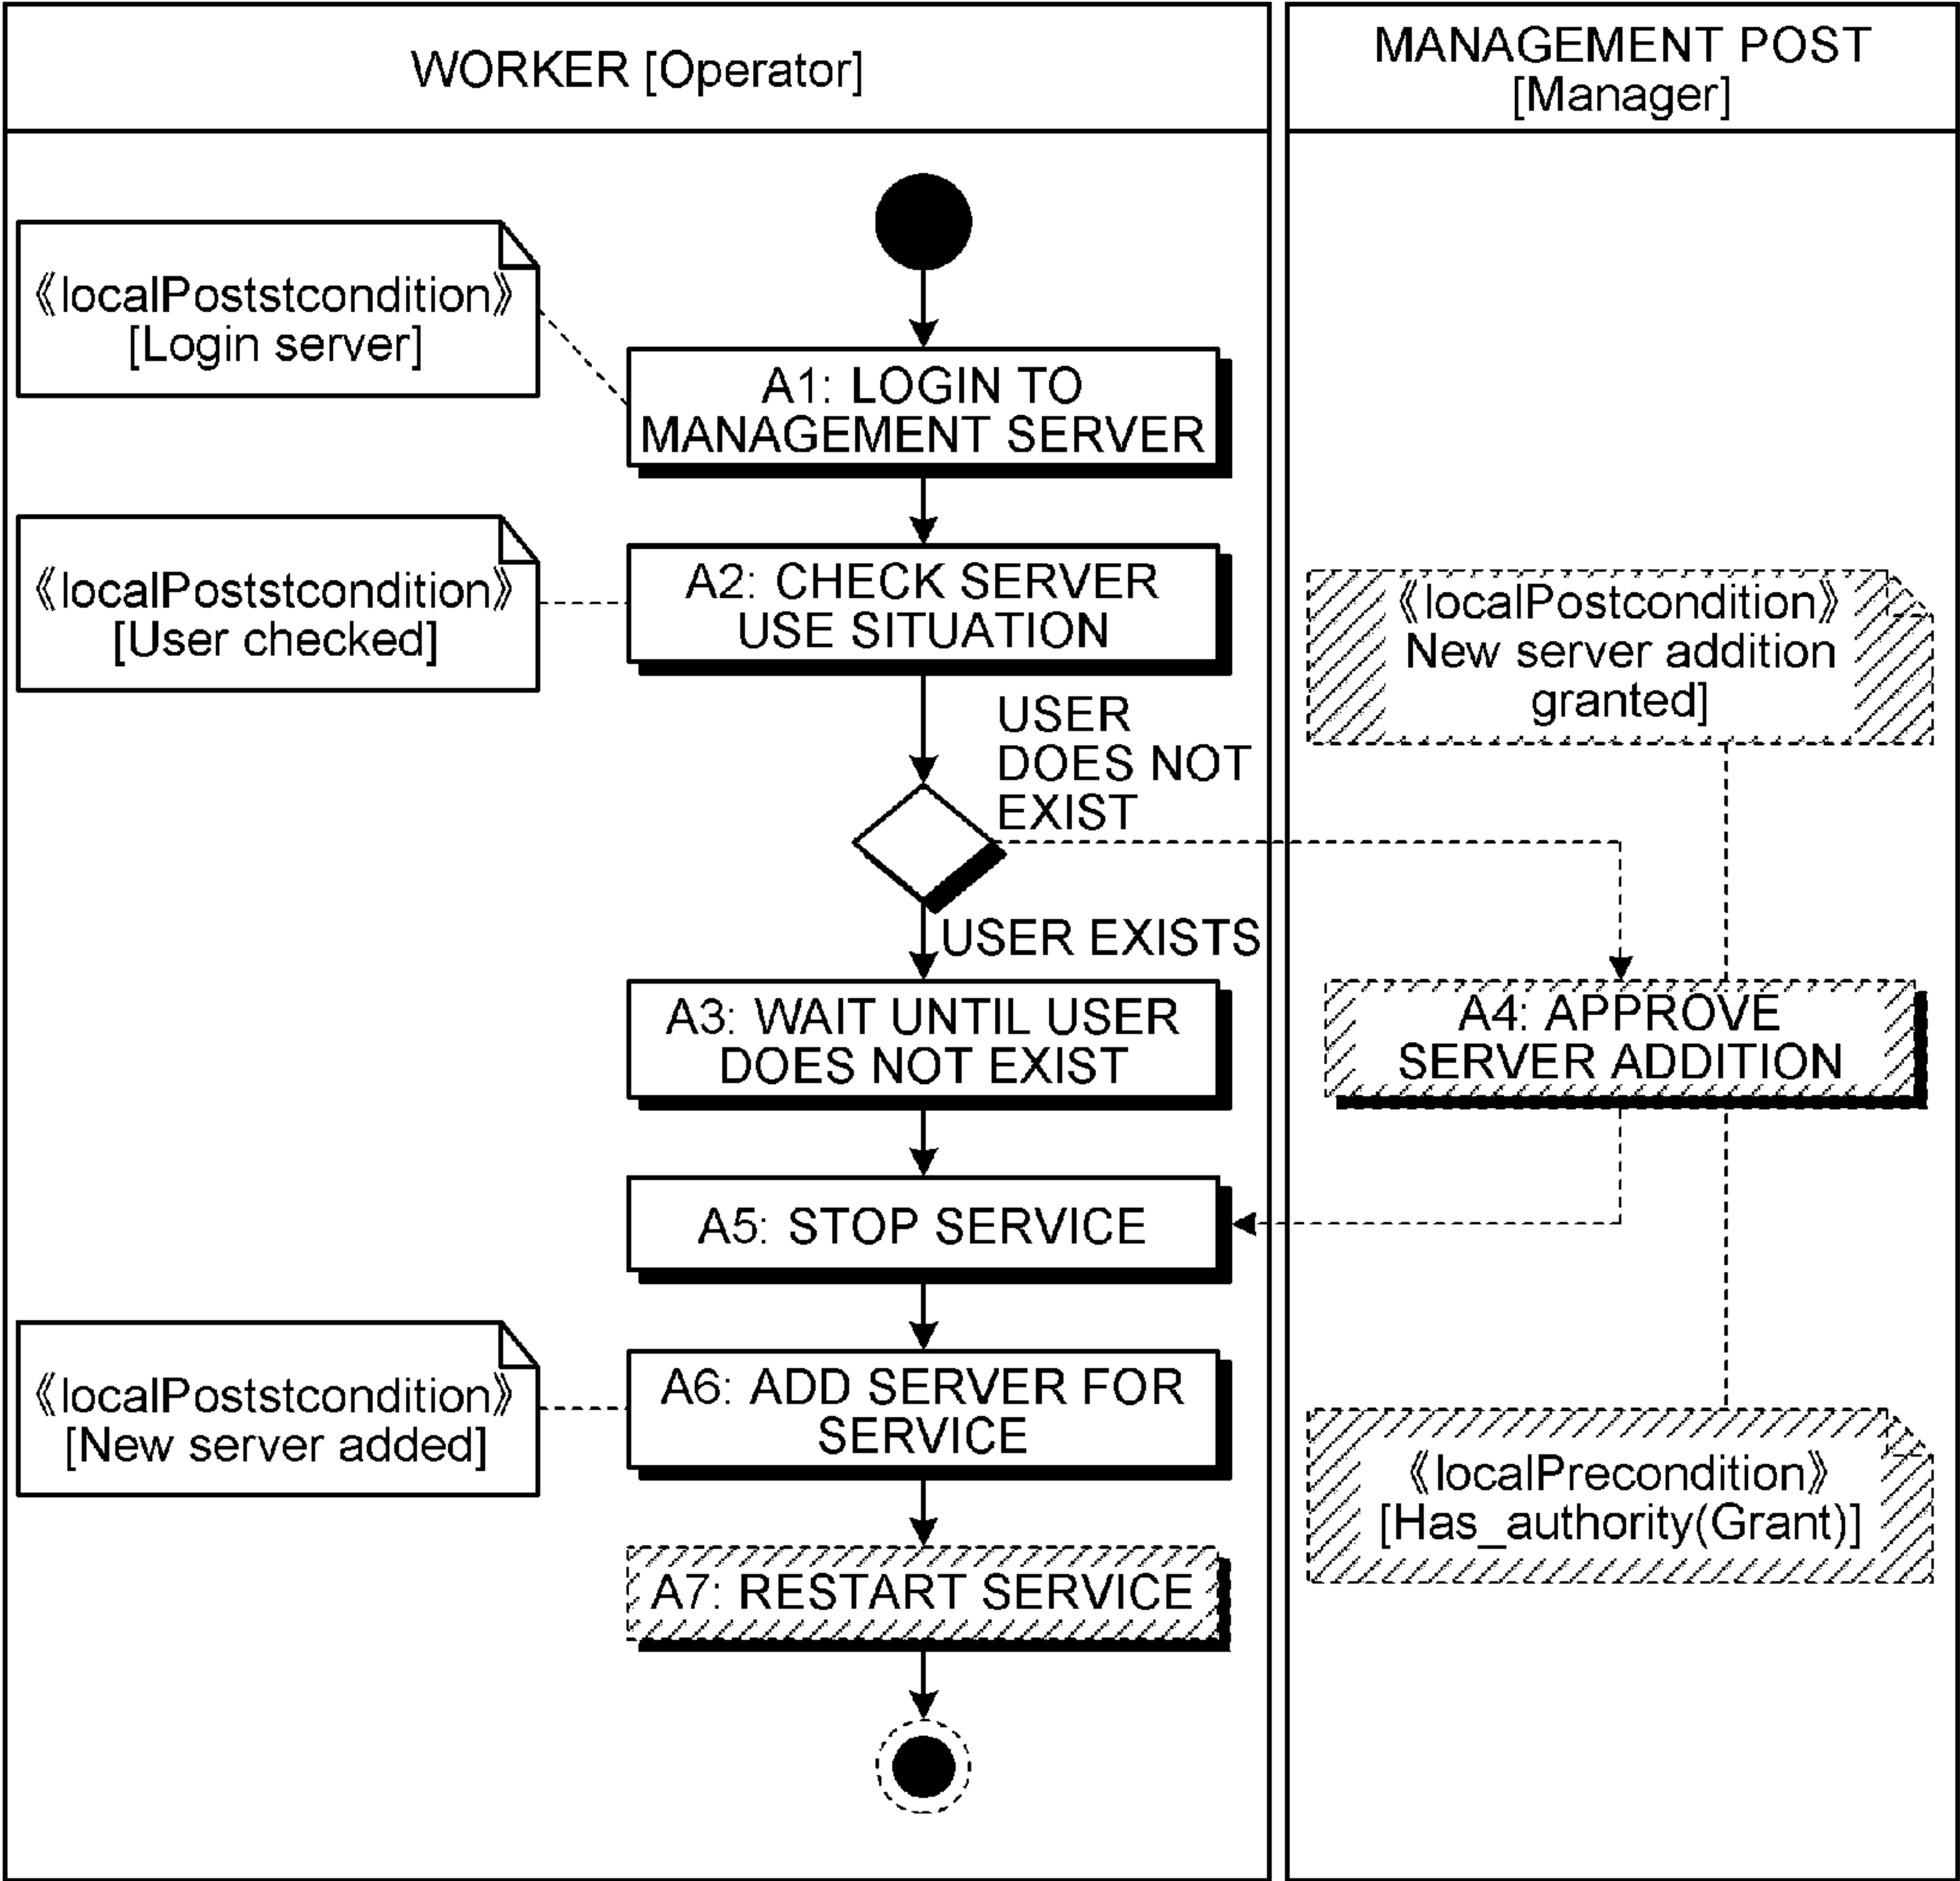 WORKER [Operator]
MANAGEMENT POST
[Manager]
《localPoststcondition》
[Login server]
A1: LOGIN TO
MANAGEMENT SERVER
《localPoststcondition》
[User checked]
A2: CHECK SERVER
USE SITUATION
《localPostcondition》
New server addition
granted]
USER
DOES NOT
EXIST
USER EXISTS
A3: WAIT UNTIL USER
DOES NOT EXIST
A4: APPROVE
SERVER ADDITION
A5: STOP SERVICE
《localPoststcondition》
[New server added]
A6: ADD SERVER FOR
SERVICE
《localPrecondition》
[Has_authority(Grant)]
A7: RESTART SERVICE